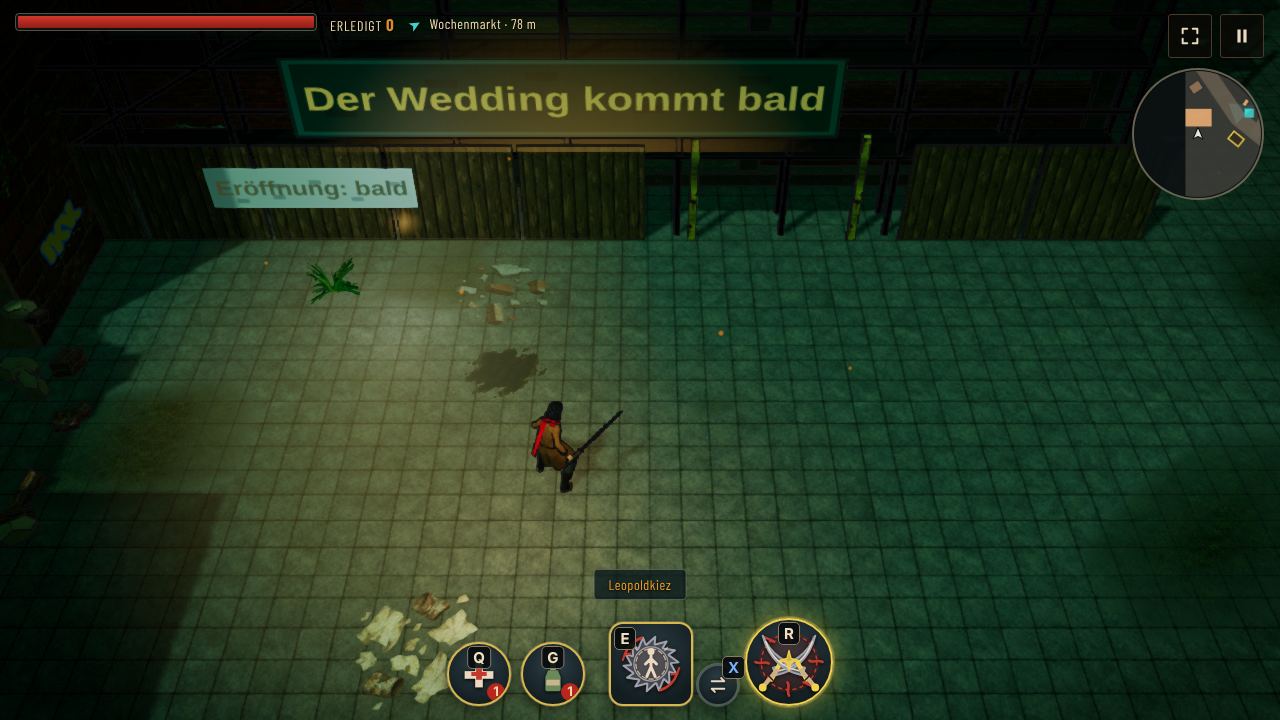 ERLEDIGT 0
Wochenmarkt · 78 m
Der Wedding kommt bald
Eröffnung: bald
Leopoldkiez
Q
1
G
1
E
X
R